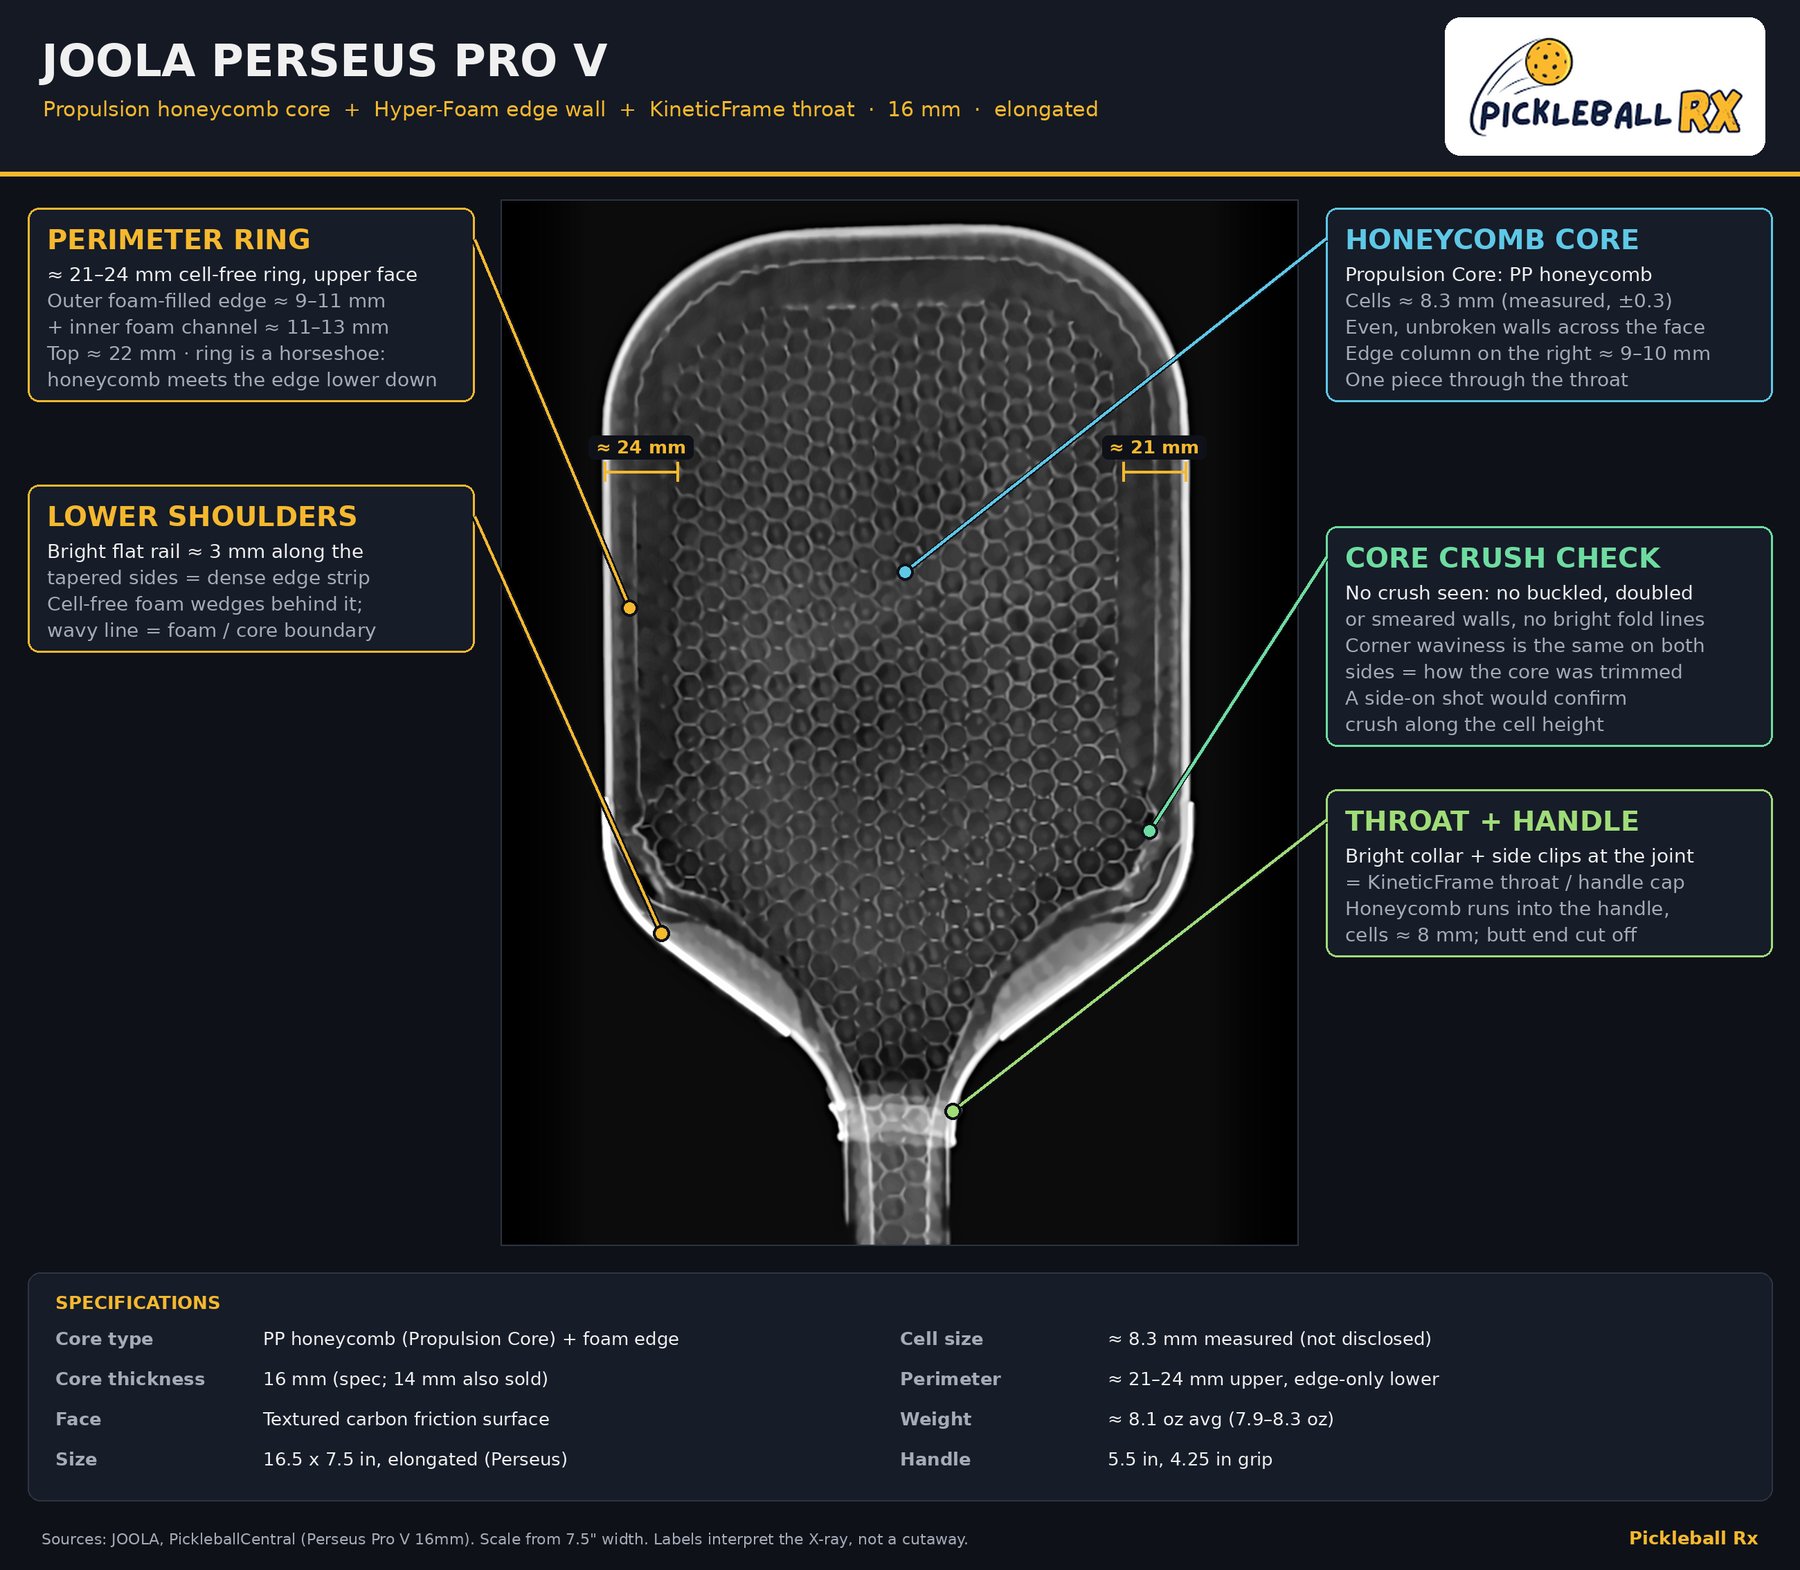 JOOLA PERSEUS PRO V
Propulsion honeycomb core + Hyper-Foam edge wall + KineticFrame throat · 16 mm · elongated
PICKLEBALL RX
PERIMETER RING
≈ 21–24 mm cell-free ring, upper face
Outer foam-filled edge ≈ 9–11 mm
+ inner foam channel ≈ 11–13 mm
Top ≈ 22 mm · ring is a horseshoe:
honeycomb meets the edge lower down
LOWER SHOULDERS
Bright flat rail ≈ 3 mm along the
tapered sides = dense edge strip
Cell-free foam wedges behind it;
wavy line = foam / core boundary
≈ 24 mm
≈ 21 mm
HONEYCOMB CORE
Propulsion Core: PP honeycomb
Cells ≈ 8.3 mm (measured, ±0.3)
Even, unbroken walls across the face
Edge column on the right ≈ 9–10 mm
One piece through the throat
CORE CRUSH CHECK
No crush seen: no buckled, doubled
or smeared walls, no bright fold lines
Corner waviness is the same on both
sides = how the core was trimmed
A side-on shot would confirm
crush along the cell height
THROAT + HANDLE
Bright collar + side clips at the joint
= KineticFrame throat / handle cap
Honeycomb runs into the handle,
cells ≈ 8 mm; butt end cut off
SPECIFICATIONS
Core type PP honeycomb (Propulsion Core) + foam edge
Cell size ≈ 8.3 mm measured (not disclosed)
Core thickness 16 mm (spec; 14 mm also sold)
Perimeter ≈ 21–24 mm upper, edge-only lower
Face Textured carbon friction surface
Weight ≈ 8.1 oz avg (7.9–8.3 oz)
Size 16.5 x 7.5 in, elongated (Perseus)
Handle 5.5 in, 4.25 in grip
Sources: JOOLA, PickleballCentral (Perseus Pro V 16mm). Scale from 7.5" width. Labels interpret the X-ray, not a cutaway.
Pickleball Rx